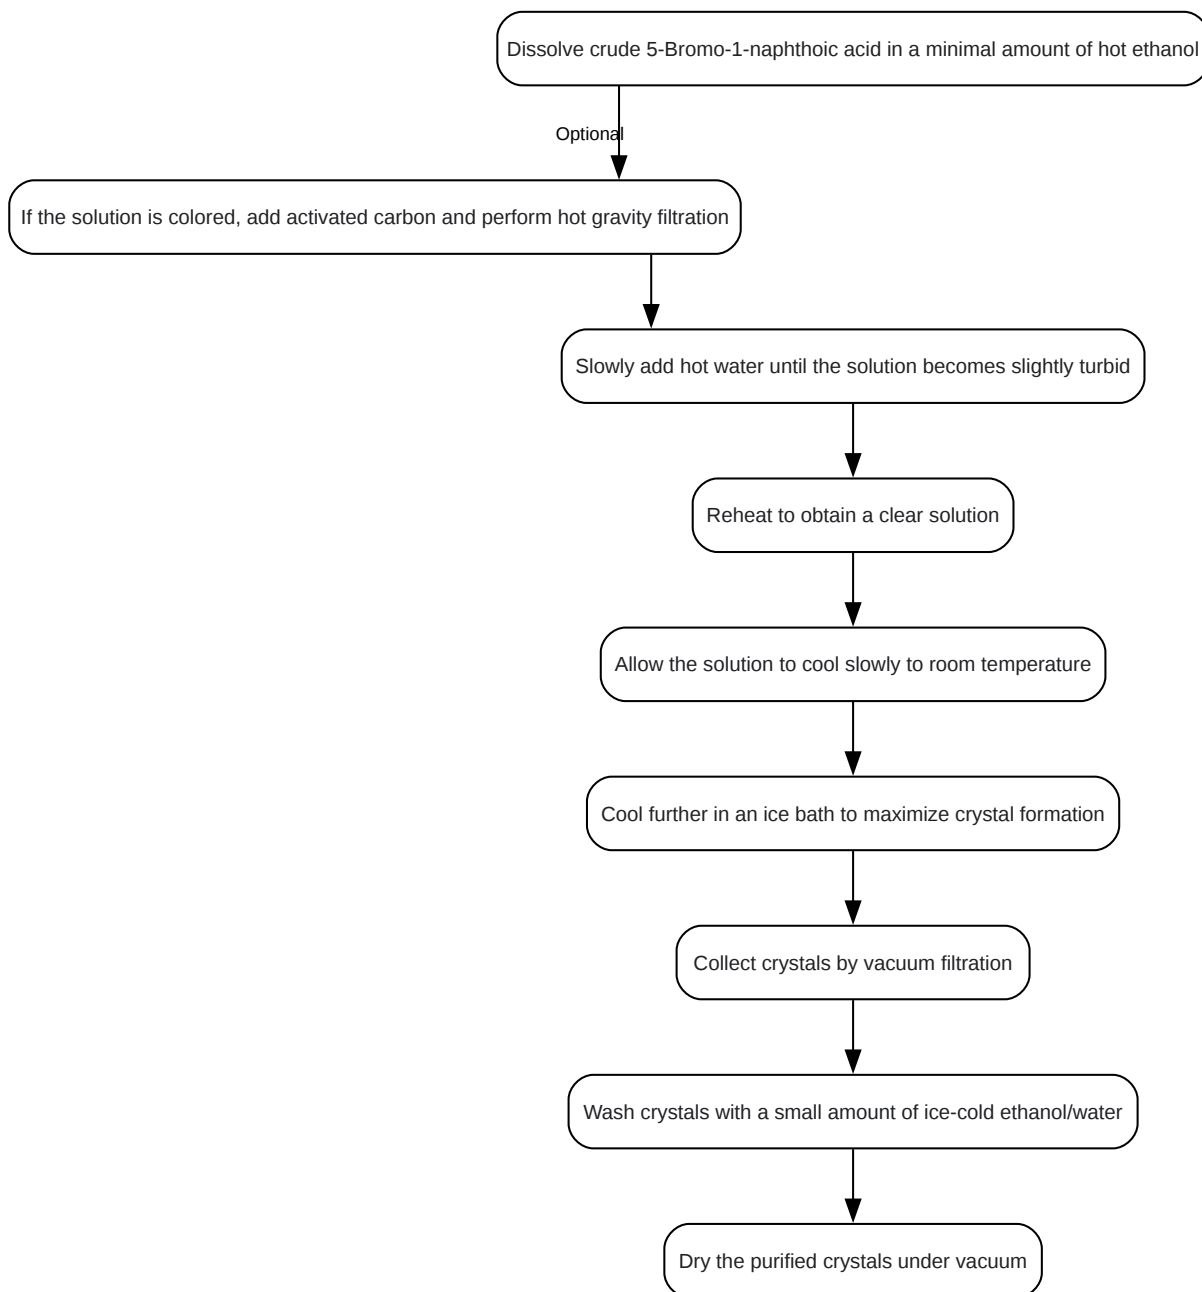 Dissolve crude 5-Bromo-1-naphthoic acid in a minimal amount of hot ethanol
Optional
If the solution is colored, add activated carbon and perform hot gravity filtration
Slowly add hot water until the solution becomes slightly turbid
Reheat to obtain a clear solution
Allow the solution to cool slowly to room temperature
Cool further in an ice bath to maximize crystal formation
Collect crystals by vacuum filtration
Wash crystals with a small amount of ice-cold ethanol/water
Dry the purified crystals under vacuum